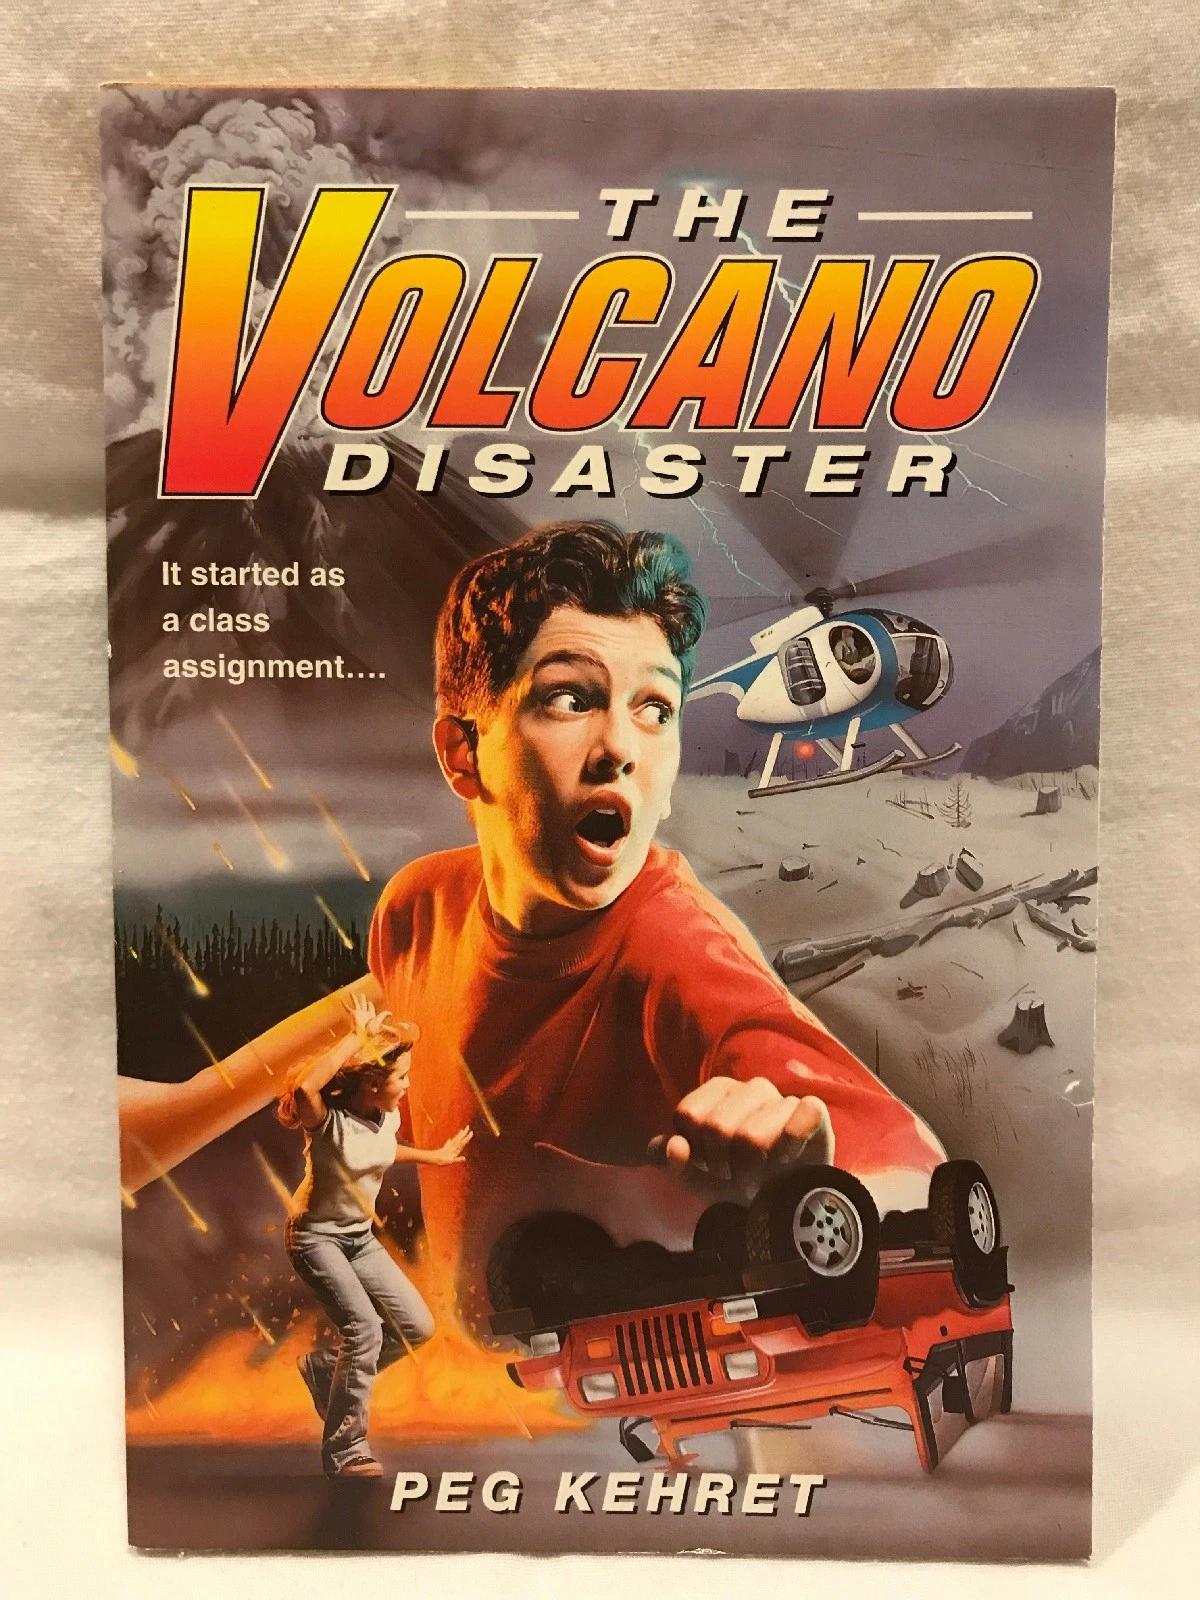 THE
VOLCANO
DISASTER
It started as
a class
assignment....
PEG KEHRET